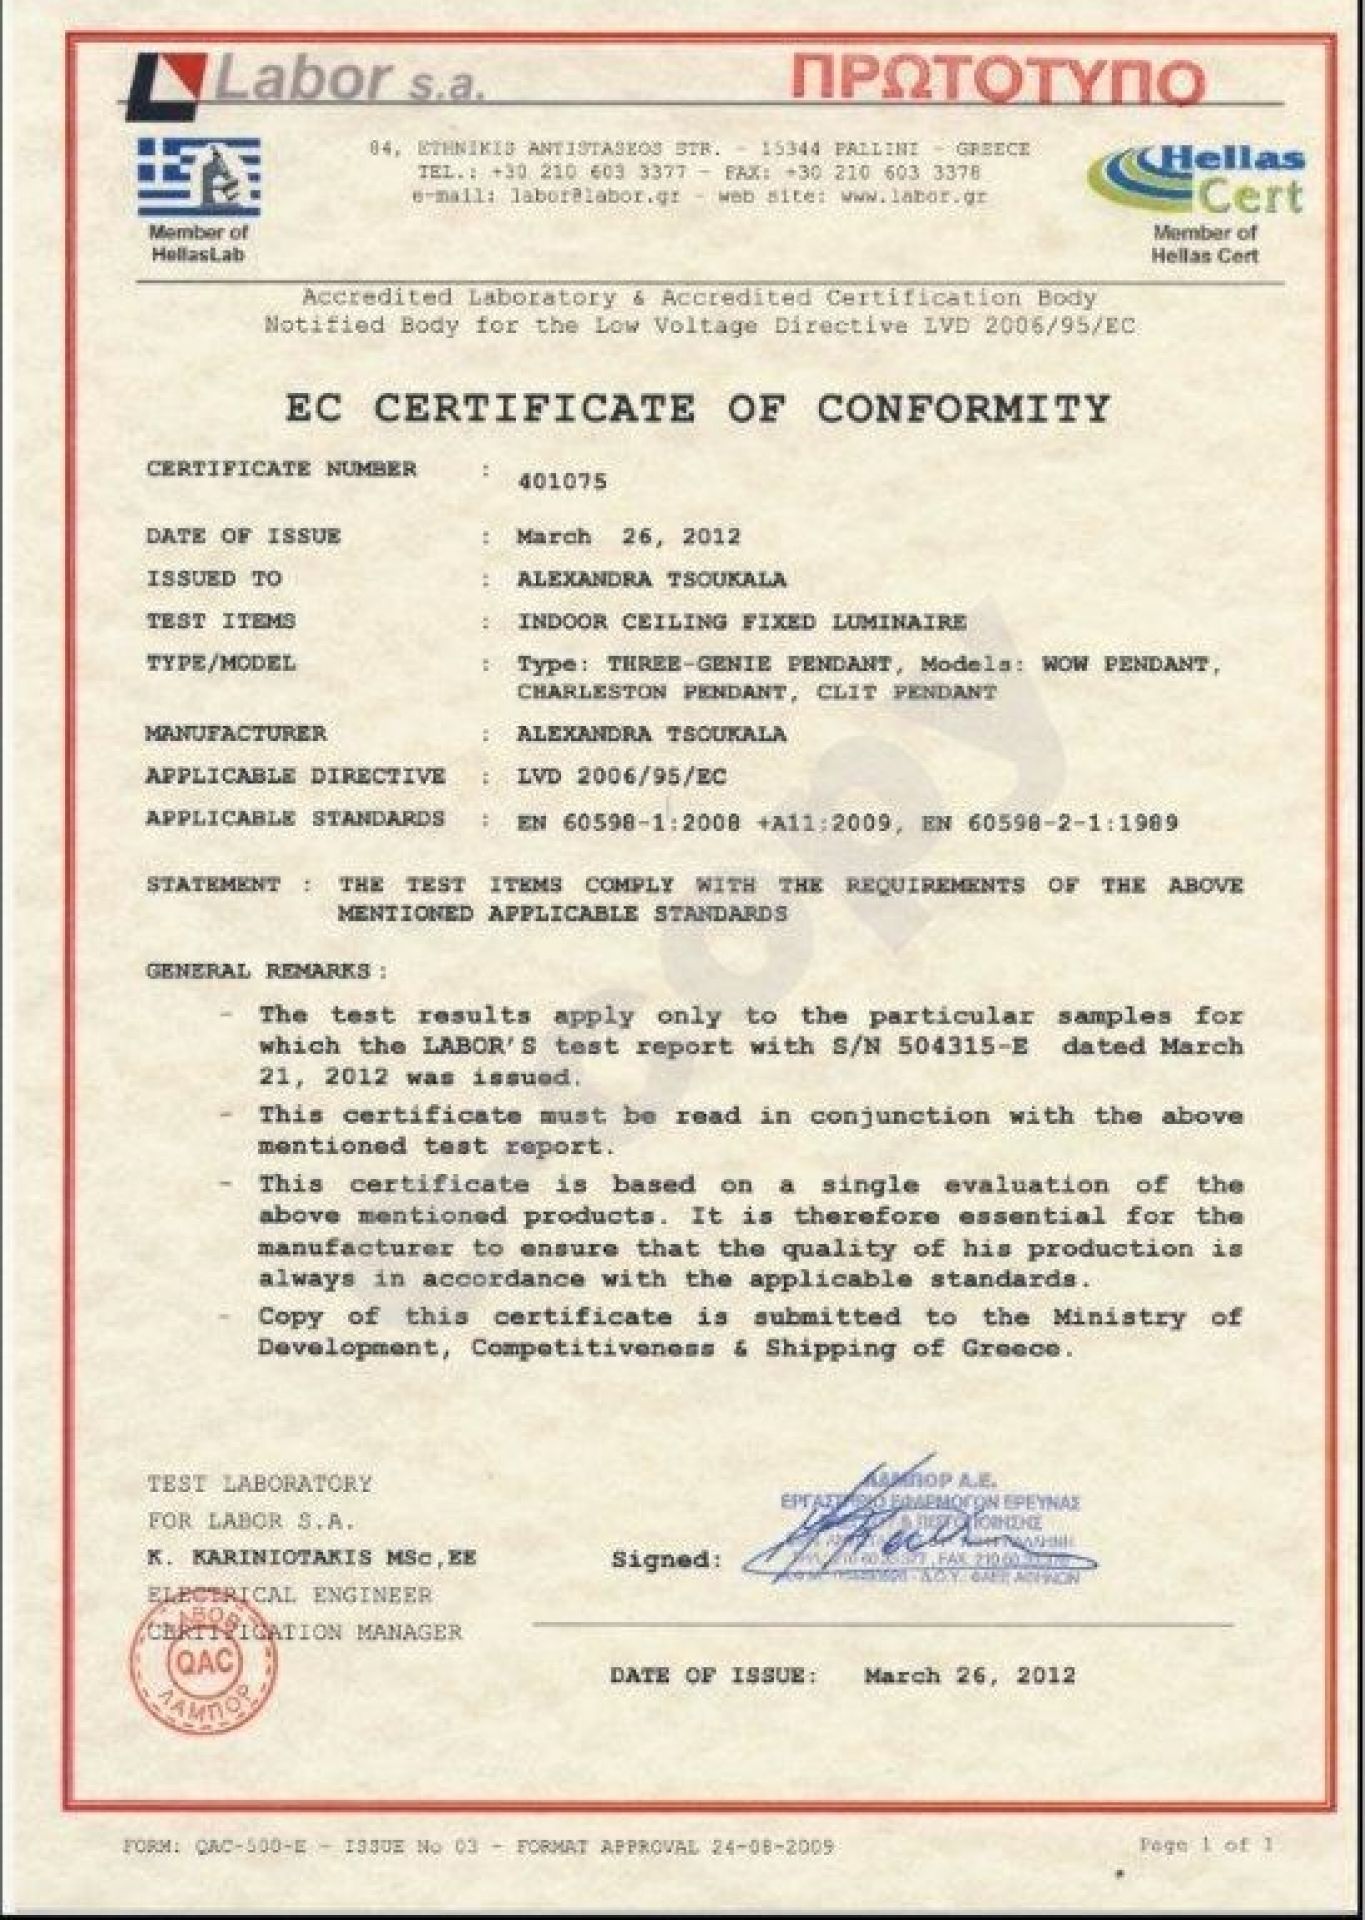 Labor s.a.
ΠΡΩΤΟΤΥΠΟ
84, ETHNIKIS ANTISTASEOS STR. - 15344 PALLINI - GREECE
TEL.: +30 210 603 3377 - FAX: +30 210 603 3378
e-mail: labor@labor.gr - web site: www.labor.gr
Member of
HellasLab
Hellas
Cert
Member of
Hellas Cert
Accredited Laboratory & Accredited Certification Body
Notified Body for the Low Voltage Directive LVD 2006/95/EC
EC CERTIFICATE OF CONFORMITY
CERTIFICATE NUMBER : 401075
DATE OF ISSUE : March 26, 2012
ISSUED TO : ALEXANDRA TSOUKALA
TEST ITEMS : INDOOR CEILING FIXED LUMINAIRE
TYPE/MODEL : Type: THREE-GENIE PENDANT, Models: WOW PENDANT,
CHARLESTON PENDANT, CLIT PENDANT
MANUFACTURER : ALEXANDRA TSOUKALA
APPLICABLE DIRECTIVE : LVD 2006/95/EC
APPLICABLE STANDARDS : EN 60598-1:2008 +A11:2009, EN 60598-2-1:1989
STATEMENT : THE TEST ITEMS COMPLY WITH THE REQUIREMENTS OF THE ABOVE
MENTIONED APPLICABLE STANDARDS
GENERAL REMARKS :
- The test results apply only to the particular samples for
which the LABOR'S test report with S/N 504315-E dated March
21, 2012 was issued.
- This certificate must be read in conjunction with the above
mentioned test report.
- This certificate is based on a single evaluation of the
above mentioned products. It is therefore essential for the
manufacturer to ensure that the quality of his production is
always in accordance with the applicable standards.
- Copy of this certificate is submitted to the Ministry of
Development, Competitiveness & Shipping of Greece.
copy
TEST LABORATORY
FOR LABOR S.A.
K. KARINIOTAKIS MSc,EE
ELECTRICAL ENGINEER
CERTIFICATION MANAGER
LABOR
QAC
ΛΑΜΠΟΡ
Signed:
ΛΑΜΠΟΡ Α.Ε.
ΕΡΓΑΣΤΗΡΙΟ ΕΦΑΡΜΟΓΩΝ ΕΡΕΥΝΑΣ
DATE OF ISSUE: March 26, 2012
FORM: QAC-500-E - ISSUE No 03 - FORMAT APPROVAL 24-08-2009
Page 1 of 1